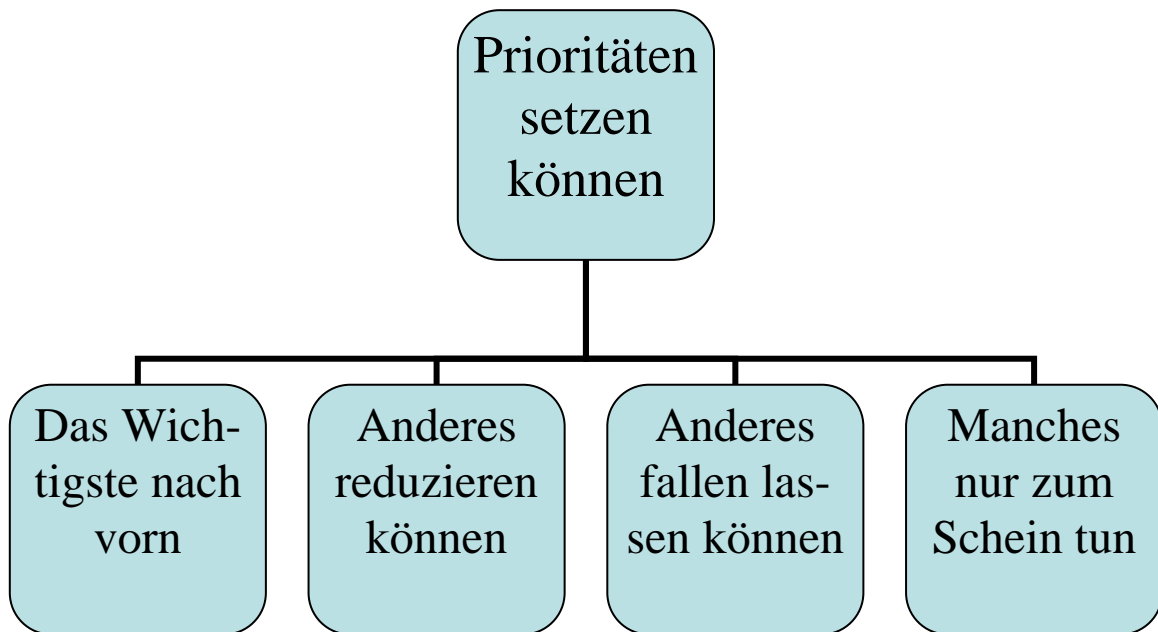 Prioritäten
setzen
können
Das Wich-
tigste nach
vorn
Anderes
reduzieren
können
Anderes
fallen las-
sen können
Manches
nur zum
Schein tun